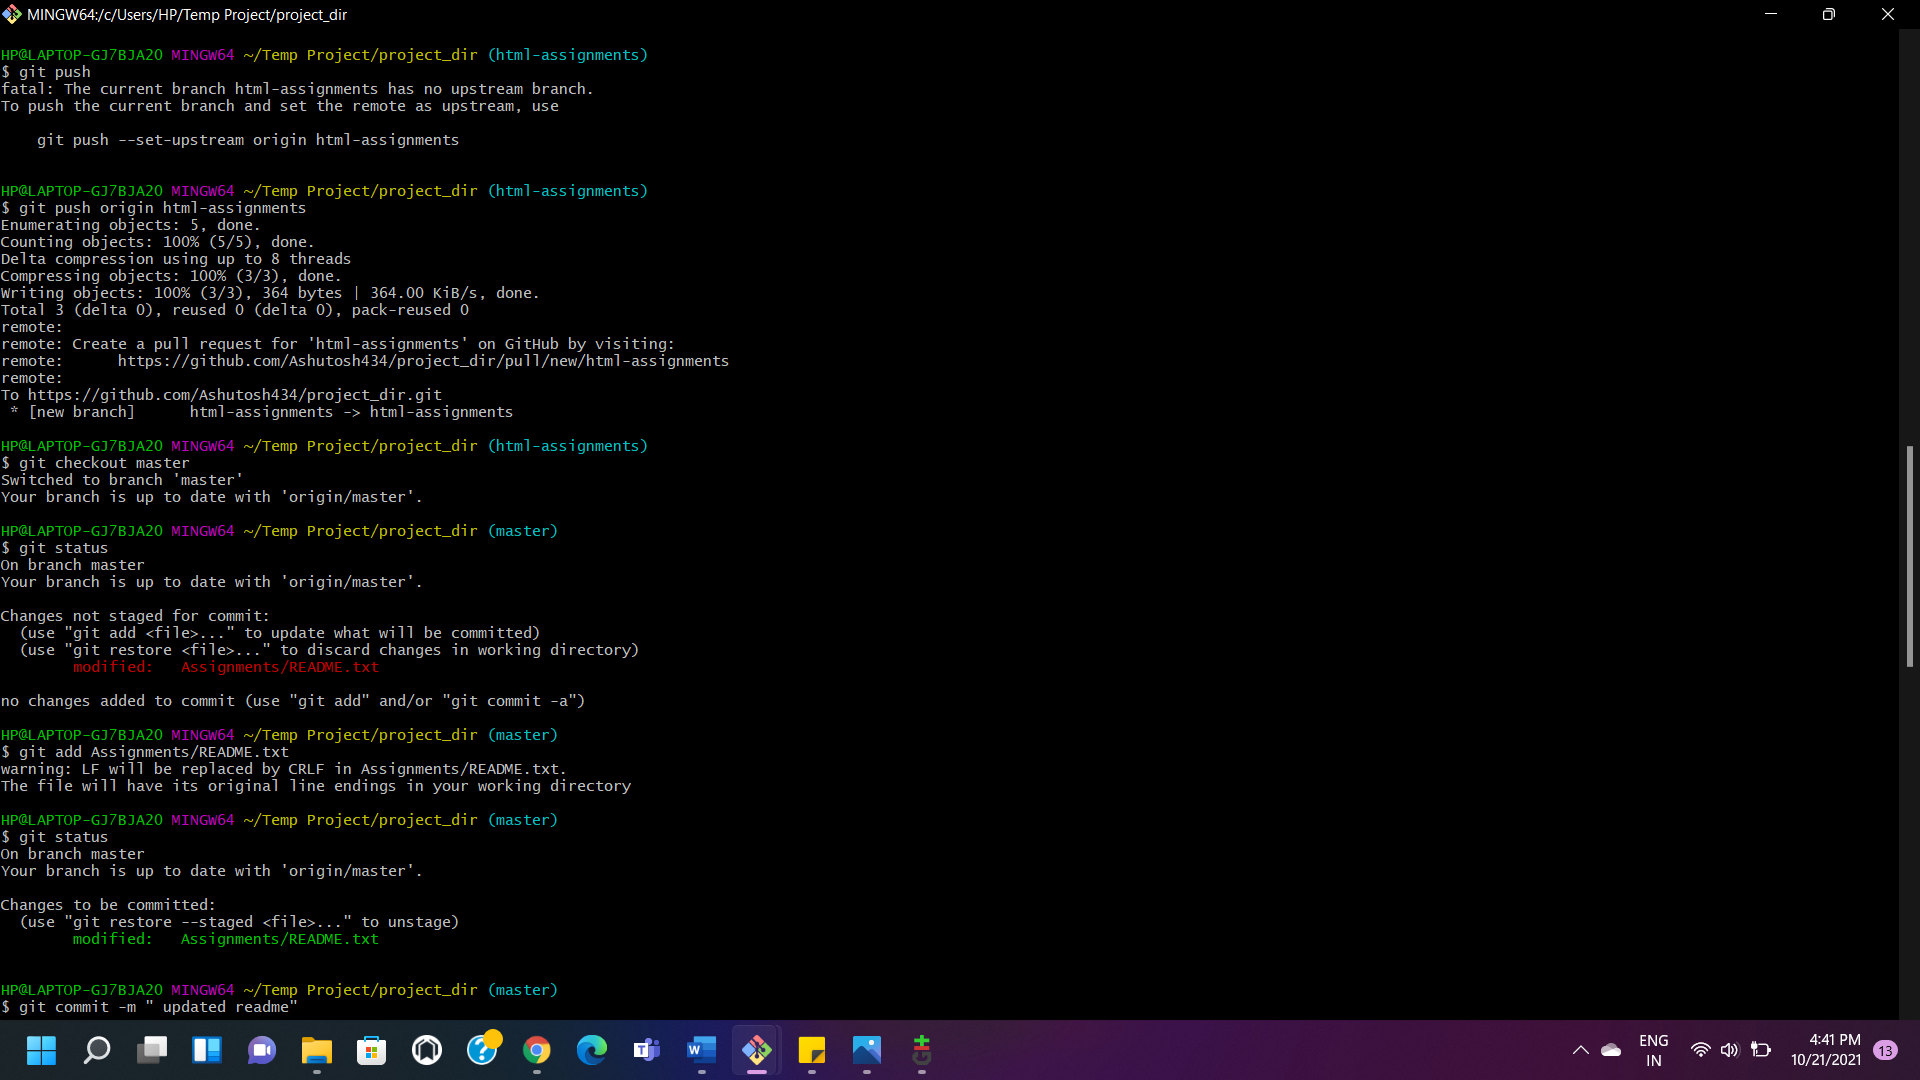 MINGW64:/c/Users/HP/Temp Project/project_dir
HP@LAPTOP-GJ7BJA2O MINGW64 ~/Temp Project/project_dir (html-assignments)
$ git push
fatal: The current branch html-assignments has no upstream branch.
To push the current branch and set the remote as upstream, use
git push --set-upstream origin html-assignments
HP@LAPTOP-GJ7BJA2O MINGW64 ~/Temp Project/project_dir (html-assignments)
$ git push origin html-assignments
Enumerating objects: 5, done.
Counting objects: 100% (5/5), done.
Delta compression using up to 8 threads
Compressing objects: 100% (3/3), done.
Writing objects: 100% (3/3), 364 bytes | 364.00 KiB/s, done.
Total 3 (delta 0), reused 0 (delta 0), pack-reused 0
remote:
remote: Create a pull request for 'html-assignments' on GitHub by visiting:
remote:      https://github.com/Ashutosh434/project_dir/pull/new/html-assignments
remote:
To https://github.com/Ashutosh434/project_dir.git
* [new branch]      html-assignments -> html-assignments
HP@LAPTOP-GJ7BJA2O MINGW64 ~/Temp Project/project_dir (html-assignments)
$ git checkout master
Switched to branch 'master'
Your branch is up to date with 'origin/master'.
HP@LAPTOP-GJ7BJA2O MINGW64 ~/Temp Project/project_dir (master)
$ git status
On branch master
Your branch is up to date with 'origin/master'.
Changes not staged for commit:
(use "git add <file>..." to update what will be committed)
(use "git restore <file>..." to discard changes in working directory)
modified:   Assignments/README.txt
no changes added to commit (use "git add" and/or "git commit -a")
HP@LAPTOP-GJ7BJA2O MINGW64 ~/Temp Project/project_dir (master)
$ git add Assignments/README.txt
warning: LF will be replaced by CRLF in Assignments/README.txt.
The file will have its original line endings in your working directory
HP@LAPTOP-GJ7BJA2O MINGW64 ~/Temp Project/project_dir (master)
$ git status
On branch master
Your branch is up to date with 'origin/master'.
Changes to be committed:
(use "git restore --staged <file>..." to unstage)
modified:   Assignments/README.txt
HP@LAPTOP-GJ7BJA2O MINGW64 ~/Temp Project/project_dir (master)
$ git commit -m " updated readme"
ENG
IN
4:41 PM
10/21/2021
13